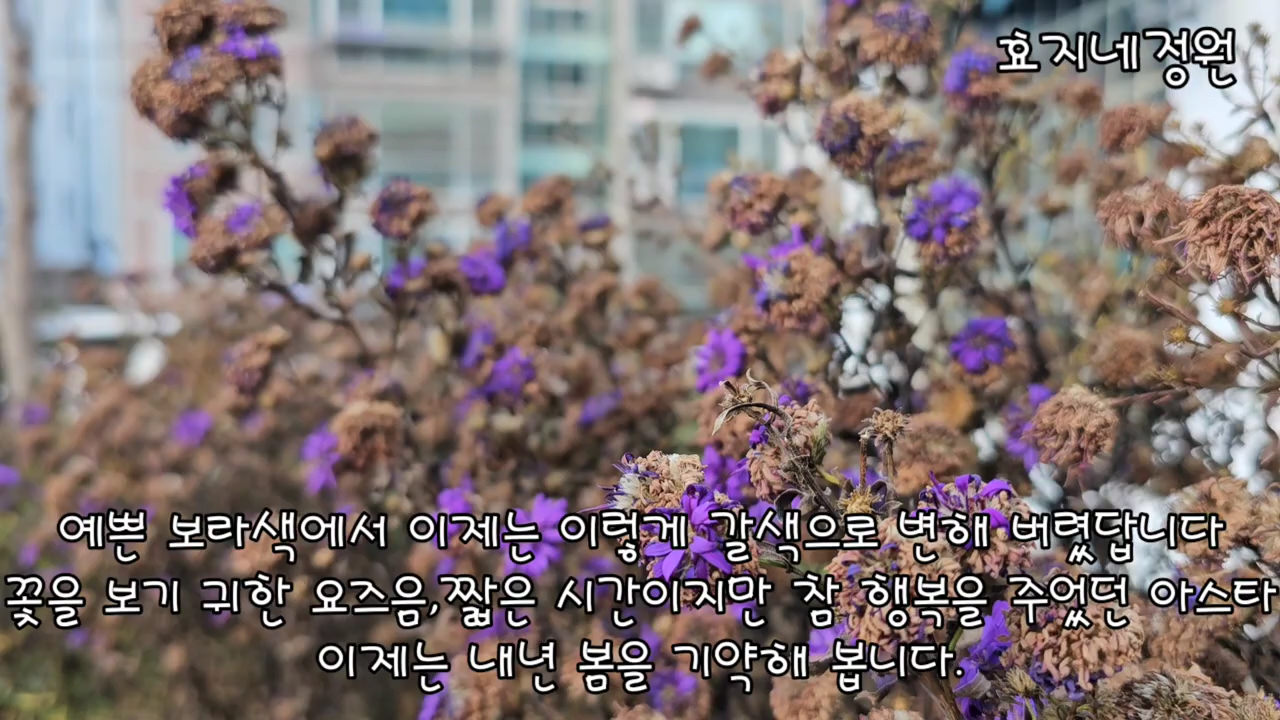 효지네정원
예쁜 보라색에서 이제는 이렇게 갈색으로 변해 버렸답니다
꽃을 보기 귀한 요즈음,짧은 시간이지만 참 행복을 주었던 아스타
이제는 내년 봄을 기약해 봅니다.